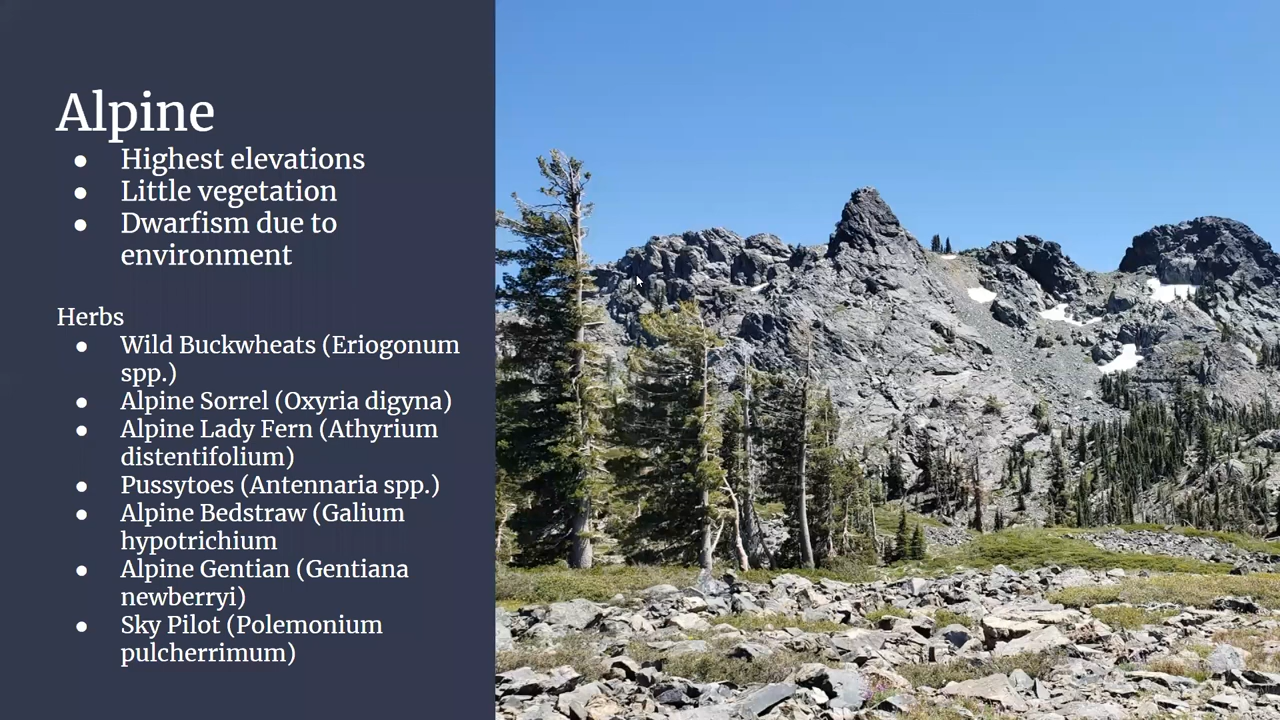 Alpine
● Highest elevations
● Little vegetation
● Dwarfism due to
environment
Herbs
● Wild Buckwheats (Eriogonum
spp.)
● Alpine Sorrel (Oxyria digyna)
● Alpine Lady Fern (Athyrium
distentifolium)
● Pussytoes (Antennaria spp.)
● Alpine Bedstraw (Galium
hypotrichium
● Alpine Gentian (Gentiana
newberryi)
● Sky Pilot (Polemonium
pulcherrimum)